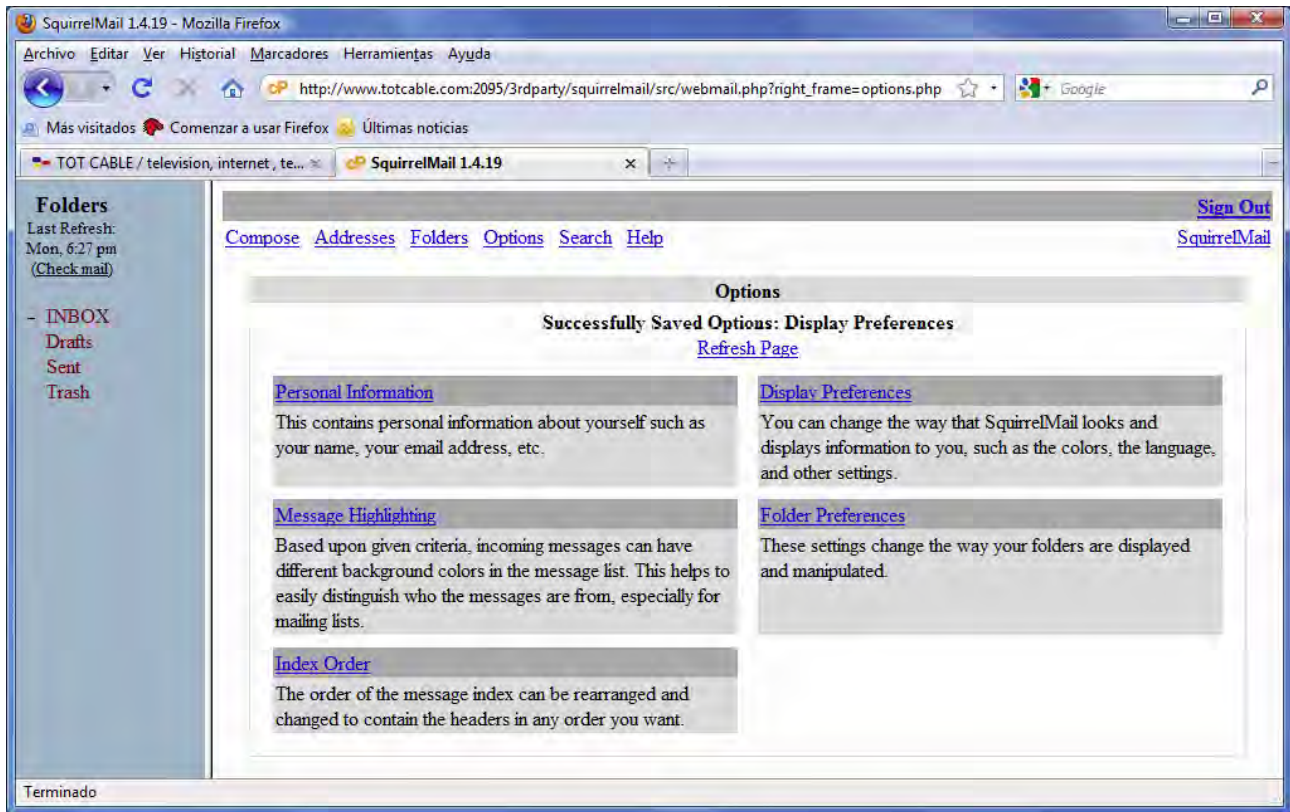 SquirrelMail 1.4.19 - Mozilla Firefox
Archivo Editar Ver Historial Marcadores Herramientas Ayuda
http://www.totcable.com:2095/3rdparty/squirrelmail/src/webmail.php?right_frame=options.php Google
Más visitados Comenzar a usar Firefox Últimas noticias
TOT CABLE / television, internet , te... SquirrelMail 1.4.19
Folders
Last Refresh:
Mon, 6:27 pm
(Check mail)
- INBOX
Drafts
Sent
Trash
Sign Out
Compose Addresses Folders Options Search Help SquirrelMail
Options
Successfully Saved Options: Display Preferences
Refresh Page
Personal Information
This contains personal information about yourself such as
your name, your email address, etc.
Display Preferences
You can change the way that SquirrelMail looks and
displays information to you, such as the colors, the language,
and other settings.
Message Highlighting
Based upon given criteria, incoming messages can have
different background colors in the message list. This helps to
easily distinguish who the messages are from, especially for
mailing lists.
Folder Preferences
These settings change the way your folders are displayed
and manipulated.
Index Order
The order of the message index can be rearranged and
changed to contain the headers in any order you want.
Terminado